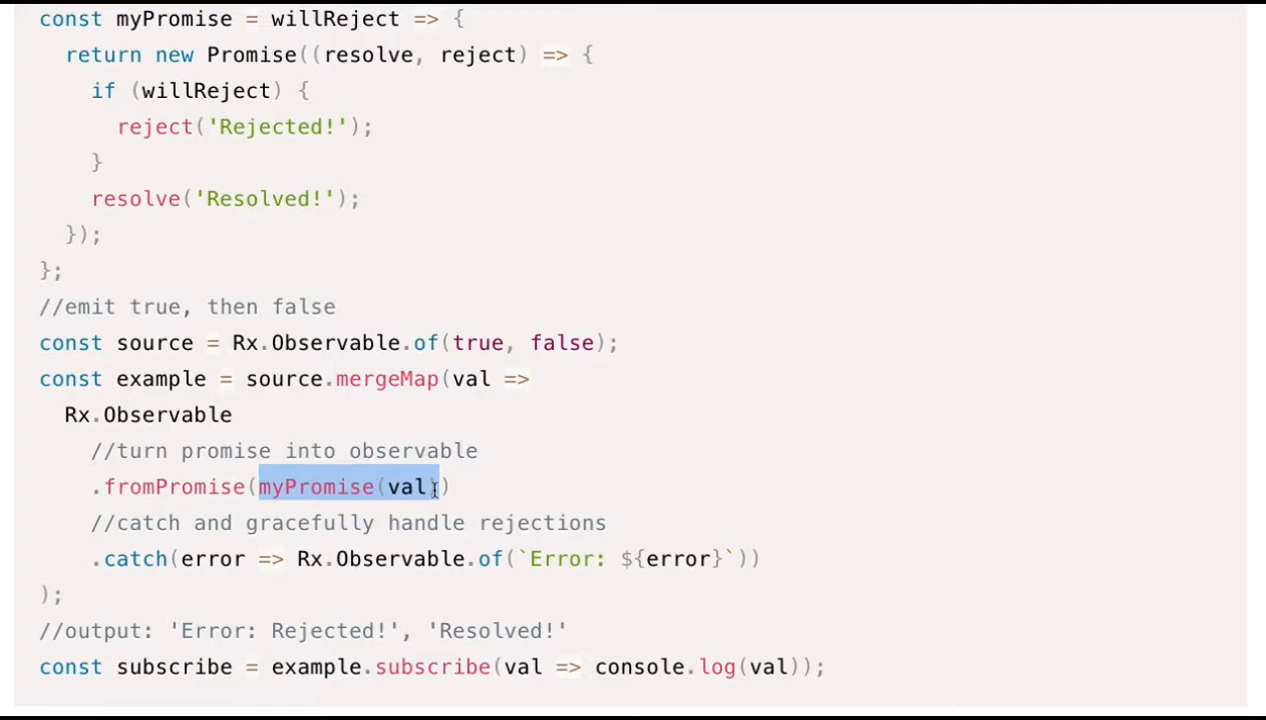 const myPromise = willReject => {
  return new Promise((resolve, reject) => {
    if (willReject) {
      reject('Rejected!');
    }
    resolve('Resolved!');
  });
};
//emit true, then false
const source = Rx.Observable.of(true, false);
const example = source.mergeMap(val =>
  Rx.Observable
    //turn promise into observable
    .fromPromise(myPromise(val))
    //catch and gracefully handle rejections
    .catch(error => Rx.Observable.of(`Error: ${error}`))
);
//output: 'Error: Rejected!', 'Resolved!'
const subscribe = example.subscribe(val => console.log(val));